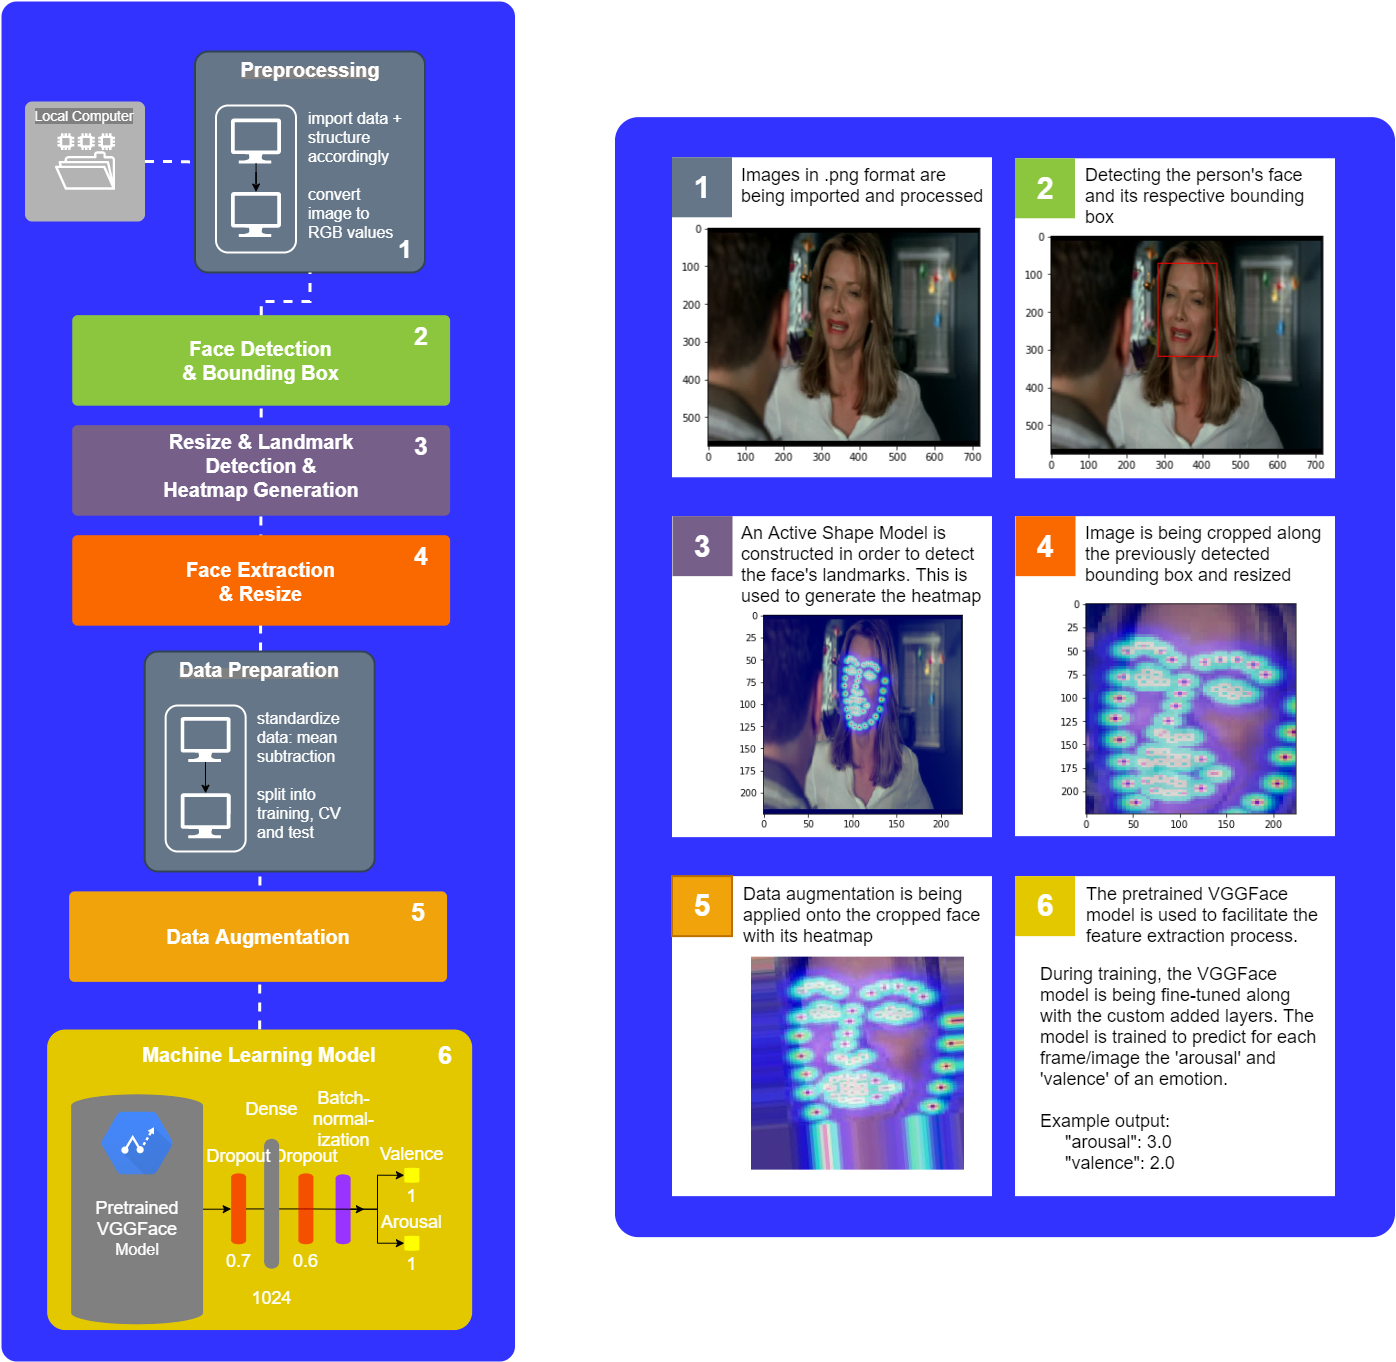 Preprocessing
Local Computer
import data +
structure
accordingly
convert
image to
RGB values
1
Face Detection
& Bounding Box
2
Resize & Landmark
Detection &
Heatmap Generation
3
Face Extraction
& Resize
4
Data Preparation
standardize
data: mean
subtraction
split into
training, CV
and test
Data Augmentation
5
Machine Learning Model
6
Pretrained
VGGFace
Model
Dropout
0.7
Dense
1024
Dropout
0.6
Batch-
normal-
ization
Valence
1
Arousal
1
1
Images in .png format are
being imported and processed
0
100
200
300
400
500
0 100 200 300 400 500 600 700
2
Detecting the person's face
and its respective bounding
box
0
100
200
300
400
500
0 100 200 300 400 500 600 700
3
An Active Shape Model is
constructed in order to detect
the face's landmarks. This is
used to generate the heatmap
0
25
50
75
100
125
150
175
200
0 50 100 150 200
4
Image is being cropped along
the previously detected
bounding box and resized
0
25
50
75
100
125
150
175
200
0 50 100 150 200
5
Data augmentation is being
applied onto the cropped face
with its heatmap
6
The pretrained VGGFace
model is used to facilitate the
feature extraction process.
During training, the VGGFace
model is being fine-tuned along
with the custom added layers. The
model is trained to predict for each
frame/image the 'arousal' and
'valence' of an emotion.
Example output:
"arousal": 3.0
"valence": 2.0